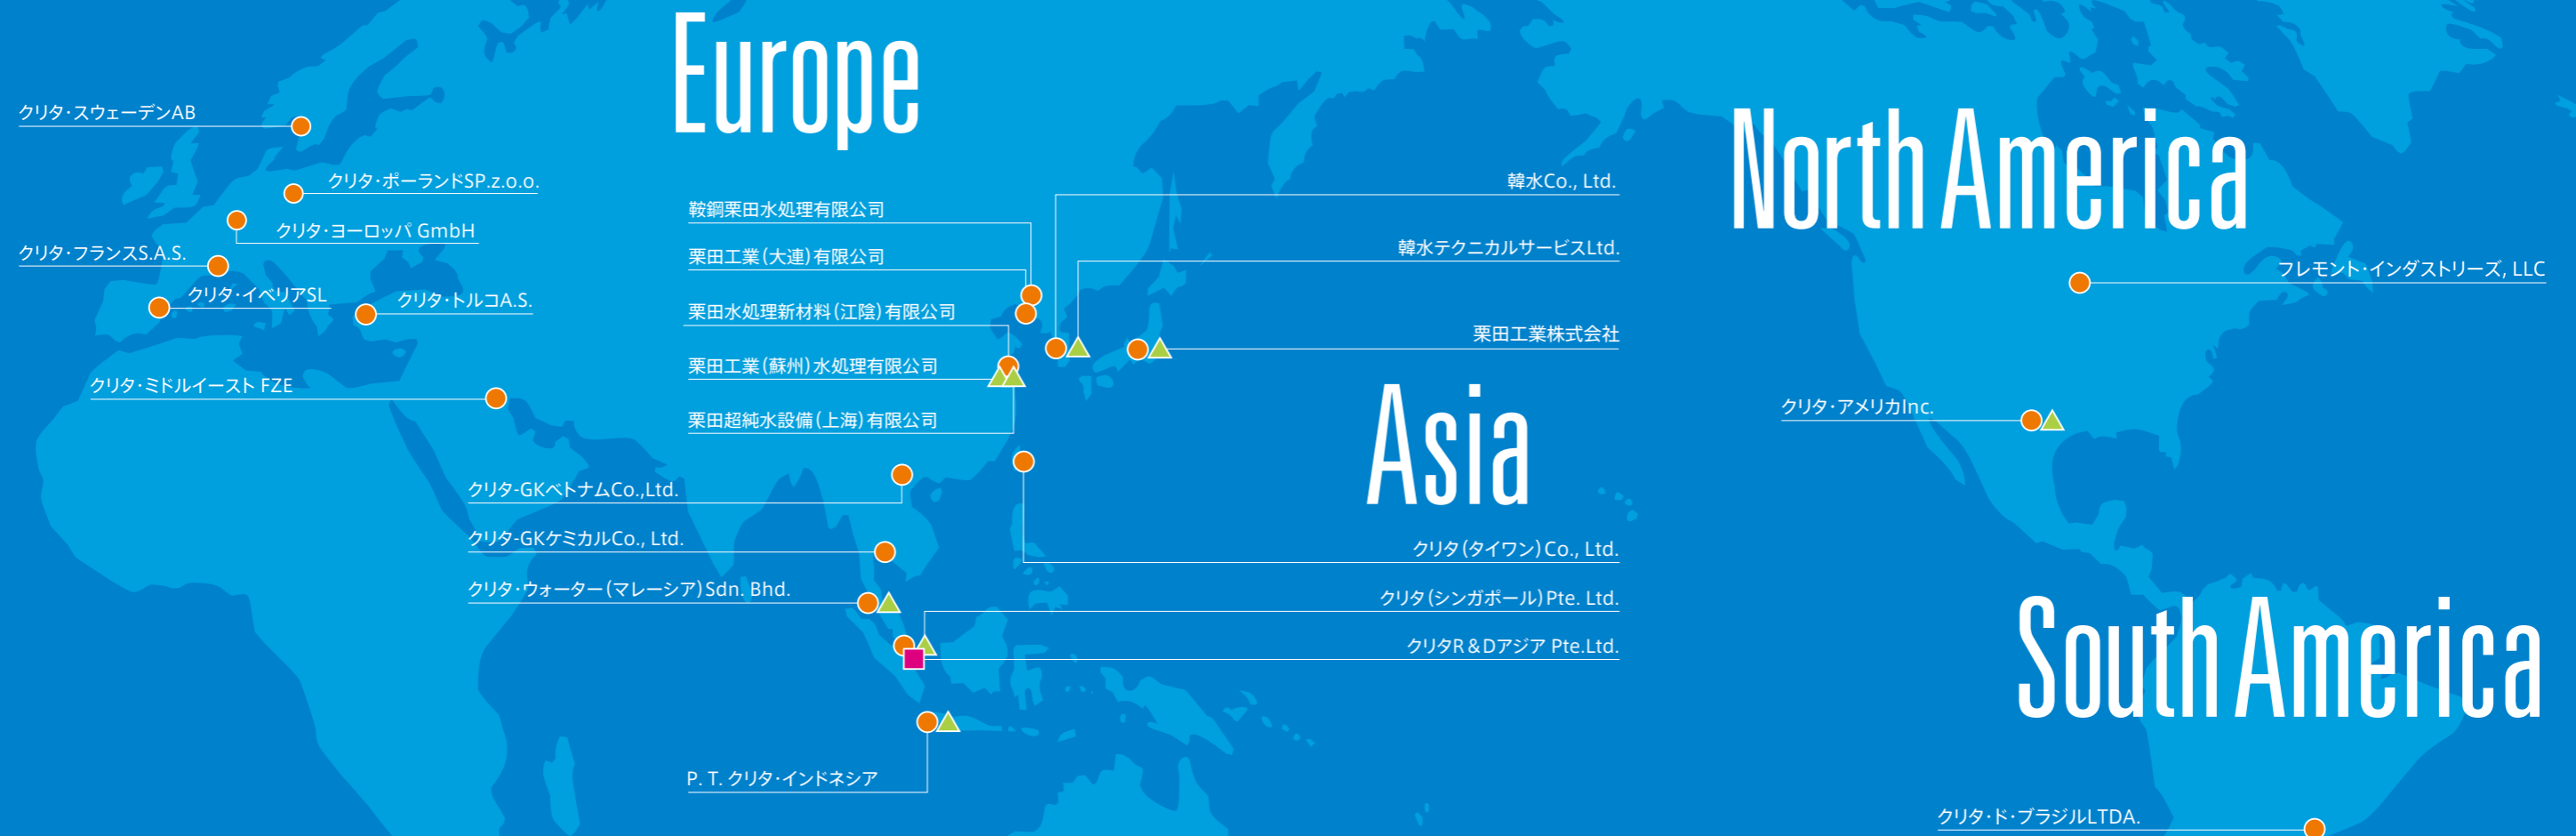 Europe
クリタ・スウェーデンAB
クリタ・ポーランドSP.z.o.o.
クリタ・ヨーロッパ GmbH
クリタ・フランスS.A.S.
クリタ・イベリアSL
クリタ・トルコA.S.
クリタ・ミドルイースト FZE
鞍鋼栗田水処理有限公司
栗田工業(大連)有限公司
栗田水処理新材料(江陰)有限公司
栗田工業(蘇州)水処理有限公司
栗田超純水設備(上海)有限公司
クリタ-GKベトナムCo.,Ltd.
クリタ-GKケミカルCo., Ltd.
クリタ・ウォーター(マレーシア)Sdn. Bhd.
P. T. クリタ・インドネシア
韓水Co., Ltd.
韓水テクニカルサービスLtd.
栗田工業株式会社
Asia
クリタ(タイワン)Co., Ltd.
クリタ(シンガポール)Pte. Ltd.
クリタR&Dアジア Pte.Ltd.
North America
フレモント・インダストリーズ, LLC
クリタ・アメリカInc.
South America
クリタ・ド・ブラジルLTDA.